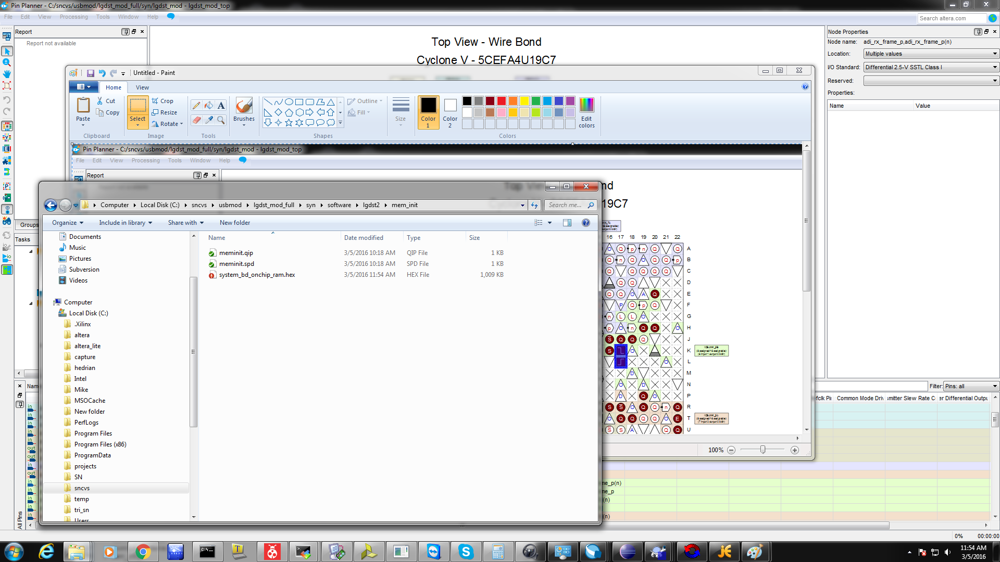 Pin Planner - C:/sncvs/usbmod/lgdst_mod_full/syn/lgdst_mod - lgdst_mod_top
File Edit View Processing Tools Window Help
Search altera.com
Report
Report not available
Top View - Wire Bond
Cyclone V - 5CEFA4U19C7
Node Properties
Node name: adi_rx_frame_p,adi_rx_frame_p(n)
Location: Multiple values
I/O Standard: Differential 2.5-V SSTL Class I
Reserved:
Properties:
Name Value
Untitled - Paint
Home View
Paste Cut Copy
Select Crop Resize Rotate
Brushes
Outline Fill
Size
Color 1
Color 2
Edit colors
Clipboard Image Tools Shapes Colors
Pin Planner - C:/sncvs/usbmod/lgdst_mod_full/syn/lgdst_mod - lgdst_mod_top
File Edit View Processing Tools Window Help
Report
nd
19C7
Computer Local Disk (C:) sncvs usbmod lgdst_mod_full syn software lgdst2 mem_init
Search me...
Organize Include in library Share with New folder
Name Date modified Type Size
meminit.qip 3/5/2016 10:18 AM QIP File 1 KB
meminit.spd 3/5/2016 10:18 AM SPD File 1 KB
system_bd_onchip_ram.hex 3/5/2016 11:54 AM HEX File 1,009 KB
Documents
Music
Pictures
Subversion
Videos
Computer
Local Disk (C:)
.Xilinx
altera
altera_lite
capture
hedrian
Intel
Mike
MSOCache
New folder
PerfLogs
Program Files
Program Files (x86)
ProgramData
projects
SN
sncvs
temp
tri_sn
Users
Groups
Tasks
16 17 18 19 20 21 22
A
B
C
D
E
F
G
H
J
K
L
M
N
P
R
T
U
100%
Filter: Pins: all
Common Mode Driv
smitter Slew Rate C
er Differential Outpu
me_p(n)
me_p
(n)
(n)
All Pins
0% 00:00:00
11:54 AM
3/5/2016